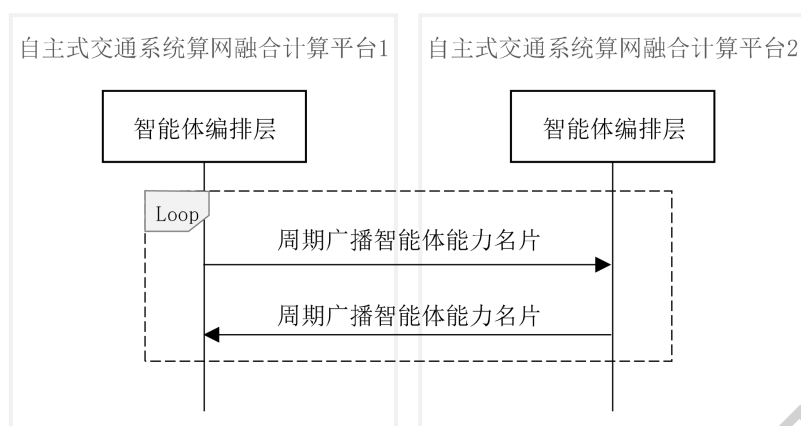 自主式交通系统算网融合计算平台1
自主式交通系统算网融合计算平台2
智能体编排层
智能体编排层
Loop
周期广播智能体能力名片
周期广播智能体能力名片